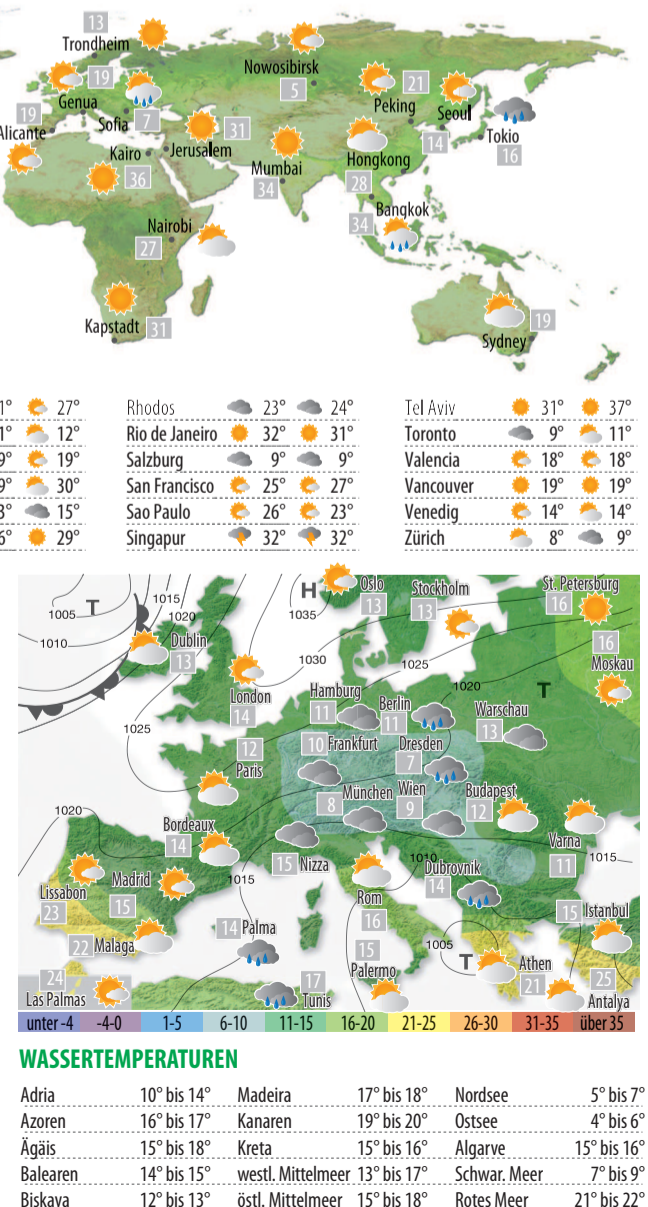 13
Trondheim
Nowosibirsk
5
19
Genua
19
Alicante
Sofia
7
21
Peking
Seoul
14
Tokio
16
31
Jerusalem
Kairo
36
Mumbai
34
Hongkong
28
Bangkok
34
Nairobi
27
Kapstadt 31
19
Sydney
1° 27° Rhodos 23° 24° Tel Aviv 31° 37°
1° 12° Rio de Janeiro 32° 31° Toronto 9° 11°
9° 19° Salzburg 9° 9° Valencia 18° 18°
9° 30° San Francisco 25° 27° Vancouver 19° 19°
3° 15° Sao Paulo 26° 23° Venedig 14° 14°
6° 29° Singapur 32° 32° Zürich 8° 9°
T
1005
1010
1015
1020
H
1035
Oslo
13
Stockholm
13
St. Petersburg
16
16
Moskau
Dublin
13
1030
1025
1020
T
London
14
Hamburg
11
Berlin
11
Warschau
13
1025
12
Paris
10 Frankfurt
Dresden
7
8
München
Wien
9
Budapest
12
1020
Bordeaux
14
15 Nizza
1010
Dubrovnik
14
Varna
11
1015
Lissabon
23
Madrid
15
1015
Rom
16
15
Istanbul
22 Malaga
14 Palma
15
Palermo
1005
T
Athen
21
25
Antalya
24
Las Palmas
17
Tunis
unter -4 -4-0 1-5 6-10 11-15 16-20 21-25 26-30 31-35 über 35
WASSERTEMPERATUREN
Adria 10° bis 14° Madeira 17° bis 18° Nordsee 5° bis 7°
Azoren 16° bis 17° Kanaren 19° bis 20° Ostsee 4° bis 6°
Ägäis 15° bis 18° Kreta 15° bis 16° Algarve 15° bis 16°
Balearen 14° bis 15° westl. Mittelmeer 13° bis 17° Schwar. Meer 7° bis 9°
Biskaya 12° bis 13° östl. Mittelmeer 15° bis 18° Rotes Meer 21° bis 22°